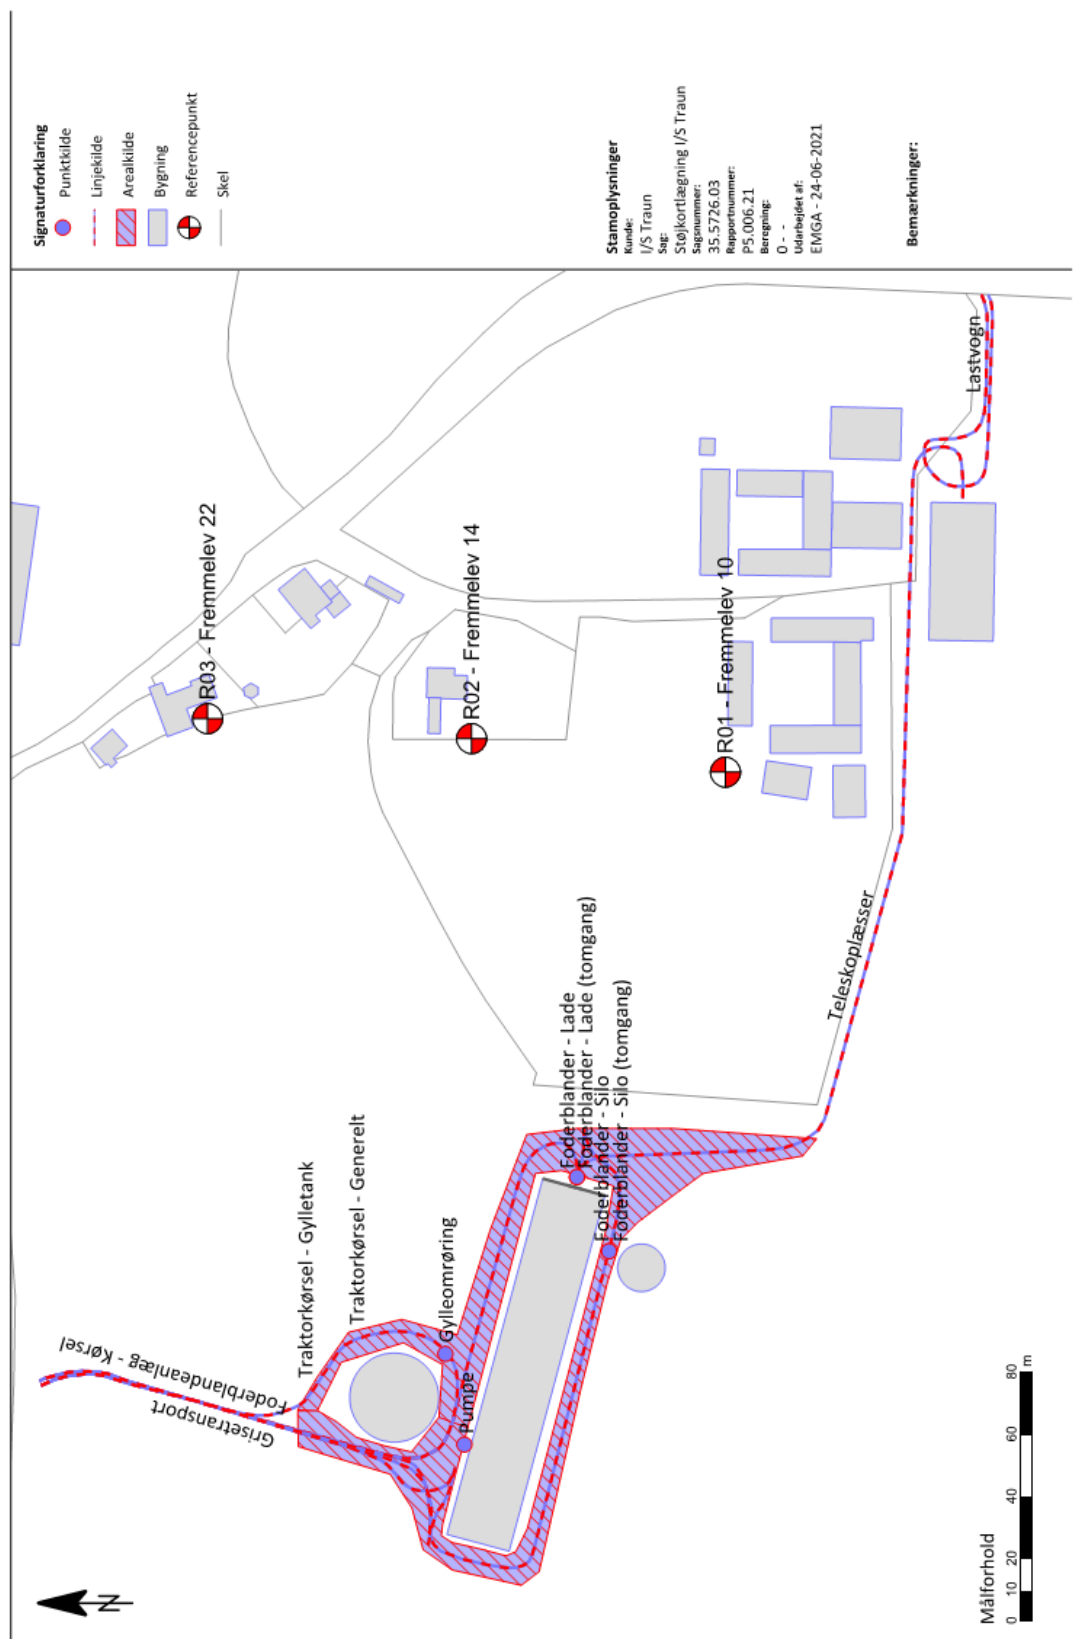 Signaturforklaring
Punktkilde
Linjekilde
Arealkilde
Bygning
Referencepunkt
Skel
Stamoplysninger
Kunde:
I/S Traun
Sag:
Støjkortlægning I/S Traun
Sagsnummer:
35.5726.03
Rapportnummer:
P5.006.21
Beregning:
0 - -
Udarbejdet af:
EMGA - 24-06-2021
Bemærkninger:
R03 - Fremmelev 22
R02 - Fremmelev 14
R01 - Fremmelev 10
Lastvogn
Teleskoplæsser
Foderblander - Lade
Foderblander - Lade (tomgang)
Foderblander - Silo
Foderblander - Silo (tomgang)
Traktorkørsel - Gylletank
Traktorkørsel - Generelt
Gylleomrøring
Pumpe
Foderblandeanlæg - Kørsel
Grisetransport
N
Målforhold
0 10 20 40 60 80
m